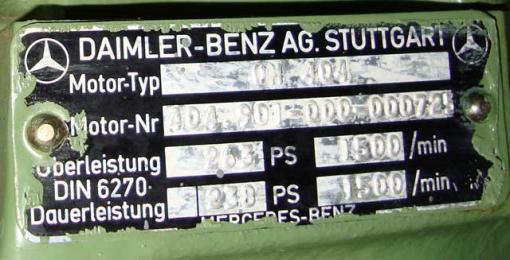 DAIMLER-BENZ AG. STUTTGART
Motor-Typ OM 404
Motor-Nr 404 901-000-000724
Überleistung 263 PS 1500 /min
DIN 6270
Dauerleistung 238 PS 1500 /min
MERCEDES-BENZ